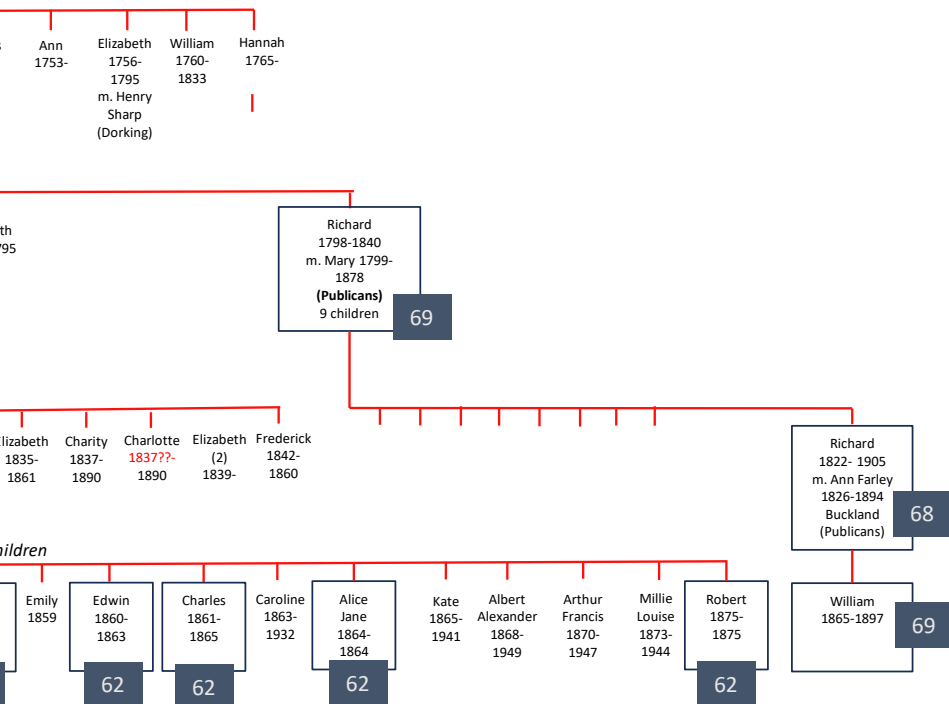 Ann
1753-
Elizabeth
1756-
1795
m. Henry
Sharp
(Dorking)
William
1760-
1833
Hannah
1765-
Richard
1798-1840
m. Mary 1799-
1878
(Publicans)
9 children
69
1835-
1861
Charity
1837-
1890
Charlotte
1837??-
1890
Elizabeth
(2)
1839-
Frederick
1842-
1860
Richard
1822- 1905
m. Ann Farley
1826-1894
Buckland
(Publicans)
68
Emily
1859
Edwin
1860-
1863
62
Charles
1861-
1865
62
Caroline
1863-
1932
Alice
Jane
1864-
1864
62
Kate
1865-
1941
Albert
Alexander
1868-
1949
Arthur
Francis
1870-
1947
Millie
Louise
1873-
1944
Robert
1875-
1875
62
William
1865-1897
69